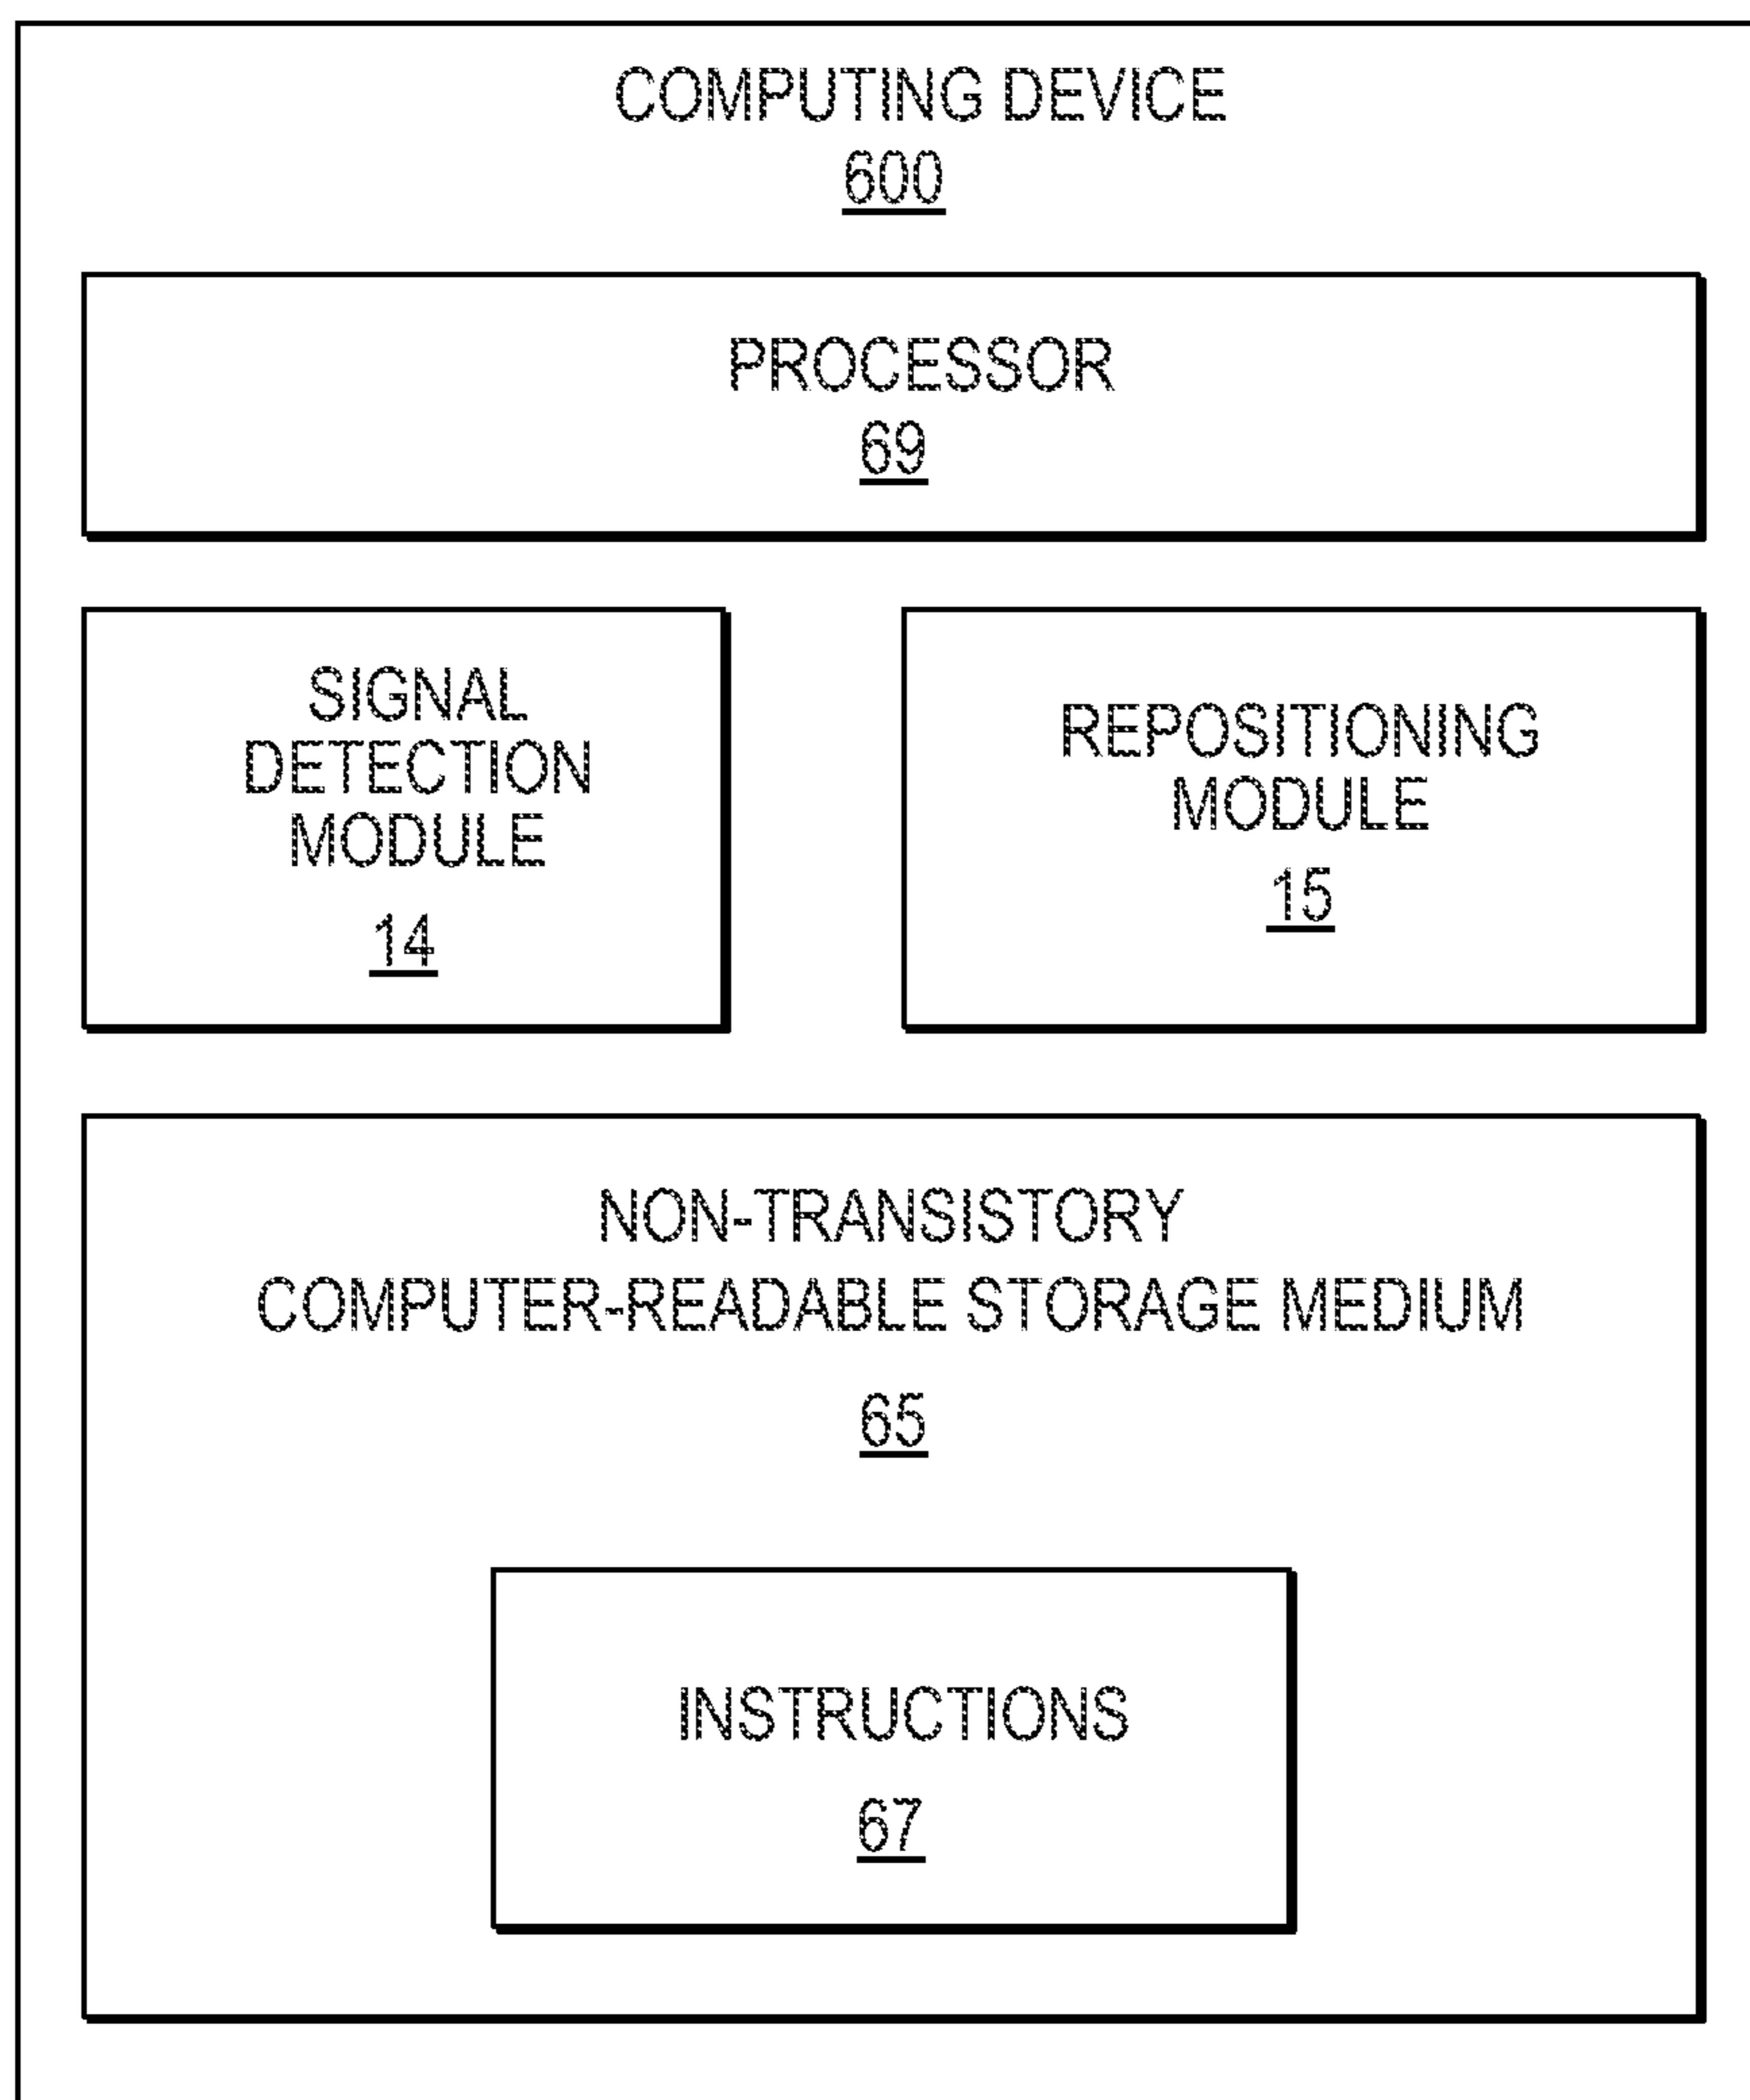 COMPUTING DEVICE
600
PROCESSOR
69
SIGNAL
DETECTION
MODULE
14
REPOSITIONING
MODULE
15
NON-TRANSISTORY
COMPUTER-READABLE STORAGE MEDIUM
65
INSTRUCTIONS
67